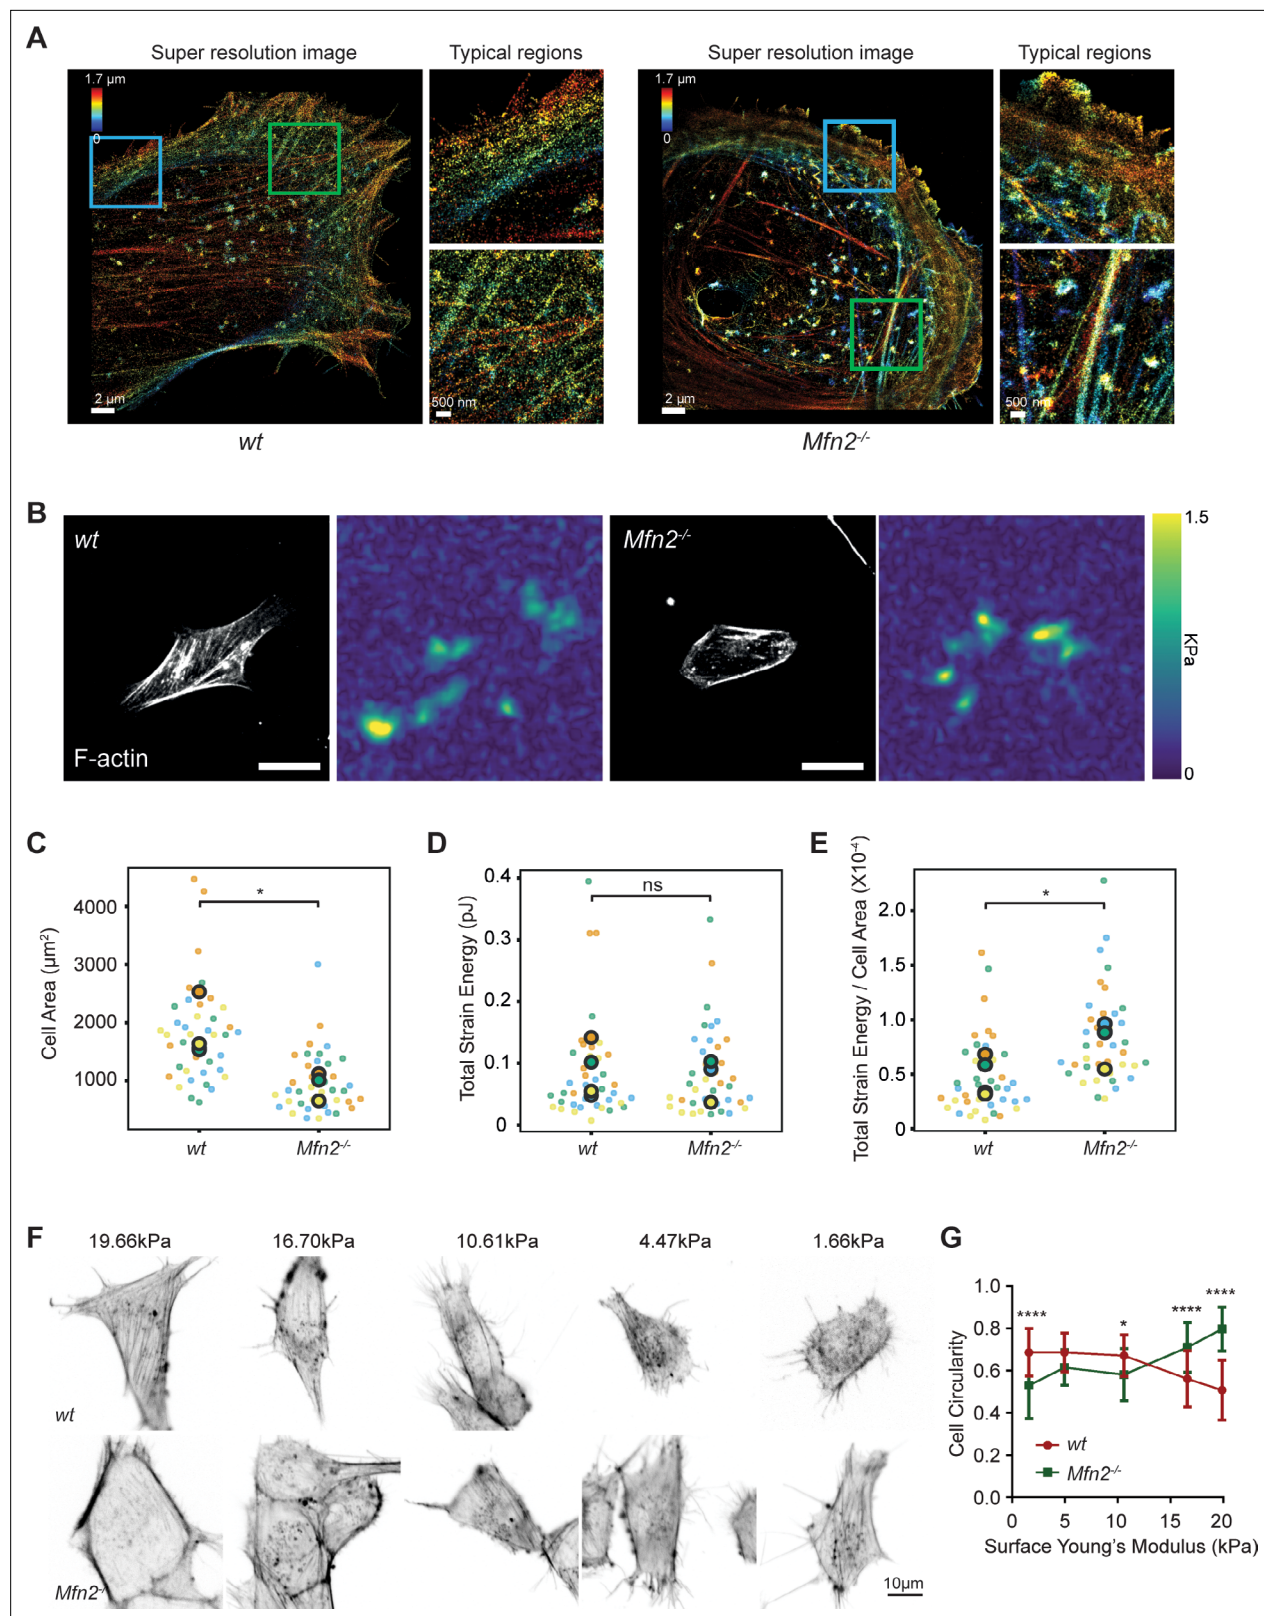 A
Super resolution image
Typical regions
Super resolution image
Typical regions
1.7 µm
0
2 µm
500 nm
1.7 µm
0
2 µm
500 nm
wt
Mfn2-/-
B
wt
F-actin
Mfn2-/-
1.5
KPa
0
C
Cell Area (µm²)
4000
3000
2000
1000
*
wt
Mfn2-/-
D
Total Strain Energy (pJ)
0.4
0.3
0.2
0.1
0
ns
wt
Mfn2-/-
E
Total Strain Energy / Cell Area (X10-4)
2.0
1.5
1.0
0.5
0
*
wt
Mfn2-/-
F
19.66kPa
16.70kPa
10.61kPa
4.47kPa
1.66kPa
wt
Mfn2-/-
10µm
G
Cell Circularity
1.0
0.8
0.6
0.4
0.2
0.0
****
*
****
****
wt
Mfn2-/-
0 5 10 15 20
Surface Young's Modulus (kPa)